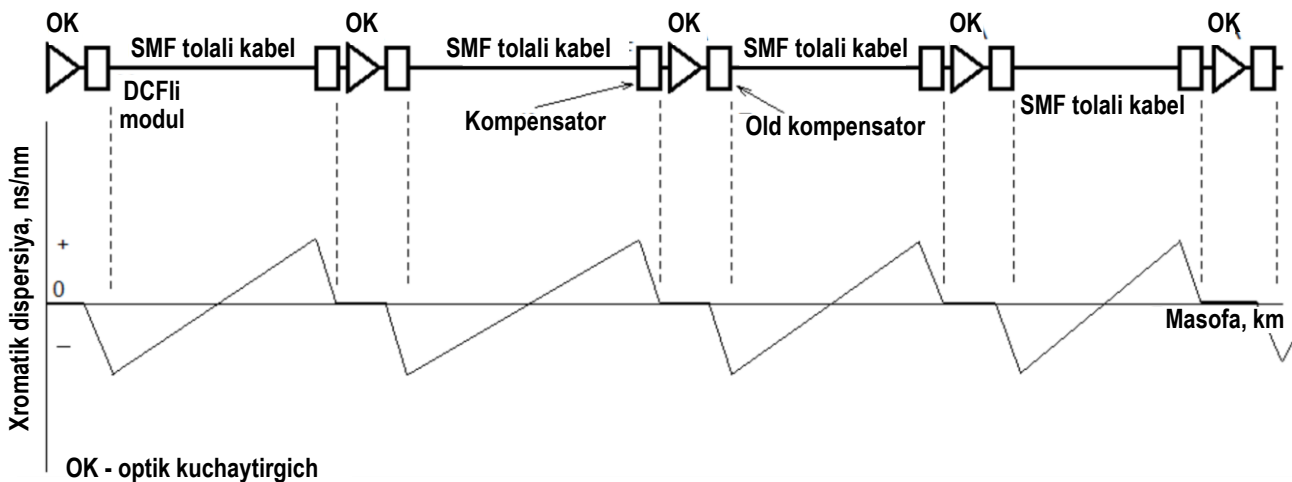 OK OK OK OK OK
SMF tolali kabel SMF tolali kabel SMF tolali kabel
DCFli
modul
Kompensator
Old kompensator
SMF tolali kabel
Xromatik dispersiya, ns/nm
+
0
–
Masofa, km
OK - optik kuchaytirgich